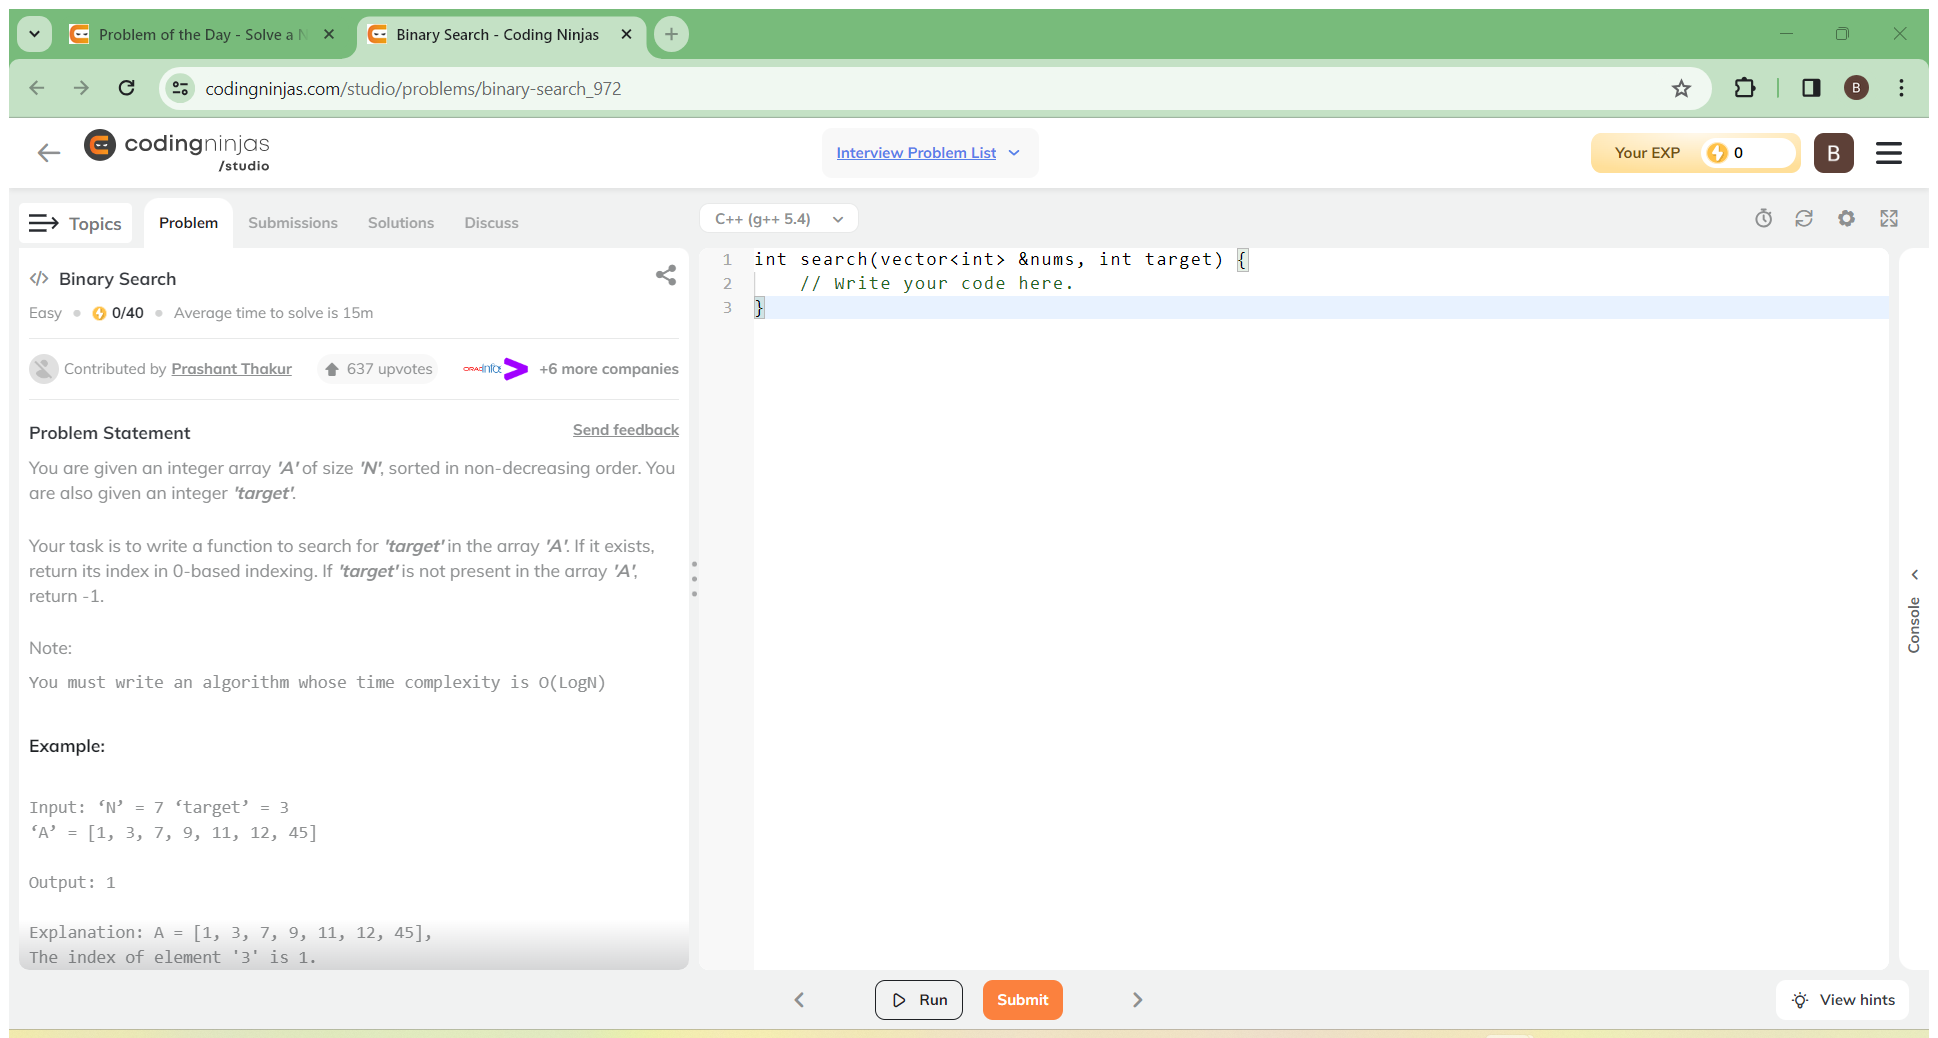 Problem of the Day - Solve a N
Binary Search - Coding Ninjas
codingninjas.com/studio/problems/binary-search_972
B
codingninjas
/studio
Interview Problem List
Your EXP 0
B
Topics
Problem
Submissions
Solutions
Discuss
C++ (g++ 5.4)
</> Binary Search
Easy 0/40 Average time to solve is 15m
Contributed by Prashant Thakur
637 upvotes
+6 more companies
Problem Statement
Send feedback
You are given an integer array 'A' of size 'N', sorted in non-decreasing order. You
are also given an integer 'target'.
Your task is to write a function to search for 'target' in the array 'A'. If it exists,
return its index in 0-based indexing. If 'target' is not present in the array 'A',
return -1.
Note:
You must write an algorithm whose time complexity is O(LogN)
Example:
Input: ‘N’ = 7 ‘target’ = 3
‘A’ = [1, 3, 7, 9, 11, 12, 45]
Output: 1
Explanation: A = [1, 3, 7, 9, 11, 12, 45],
The index of element '3' is 1.
1 int search(vector<int> &nums, int target) {
2 // Write your code here.
3 }
Console
Run
Submit
View hints